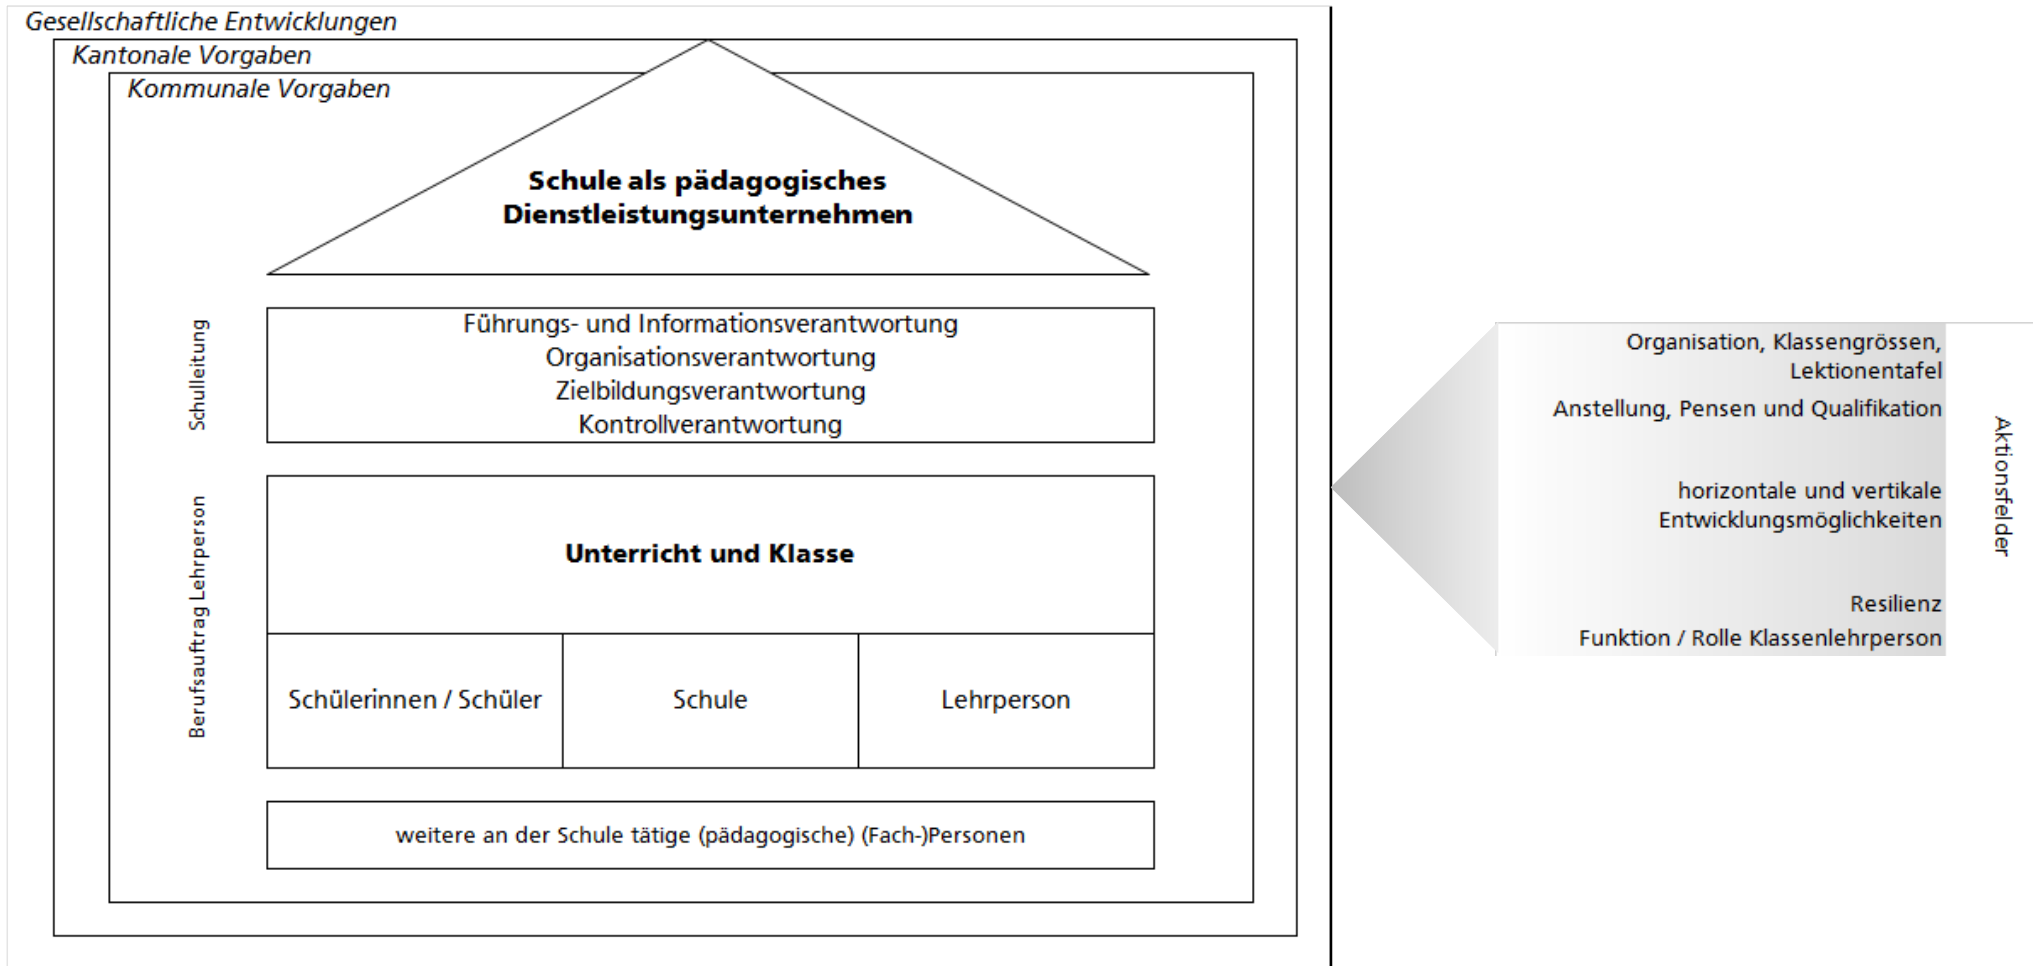 Gesellschaftliche Entwicklungen
Kantonale Vorgaben
Kommunale Vorgaben
Schule als pädagogisches
Dienstleistungsunternehmen
Schulleitung
Führungs- und Informationsverantwortung
Organisationsverantwortung
Zielbildungsverantwortung
Kontrollverantwortung
Berufsauftrag Lehrperson
Unterricht und Klasse
Schülerinnen / Schüler
Schule
Lehrperson
weitere an der Schule tätige (pädagogische) (Fach-)Personen
Organisation, Klassengrössen,
Lektionentafel
Anstellung, Pensen und Qualifikation
horizontale und vertikale
Entwicklungsmöglichkeiten
Resilienz
Funktion / Rolle Klassenlehrperson
Aktionsfelder